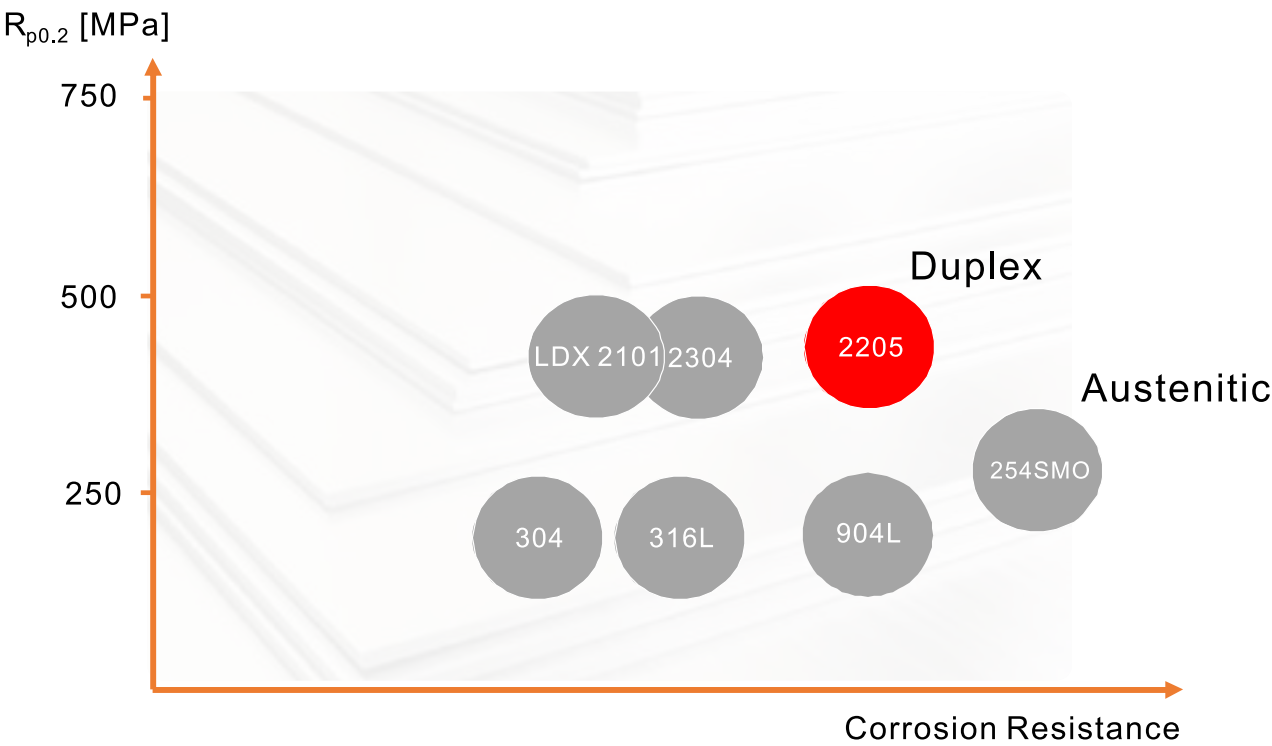 Rp0.2 [MPa]
750
500
250
Duplex
Austenitic
LDX 2101
2304
2205
254SMO
304
316L
904L
Corrosion Resistance